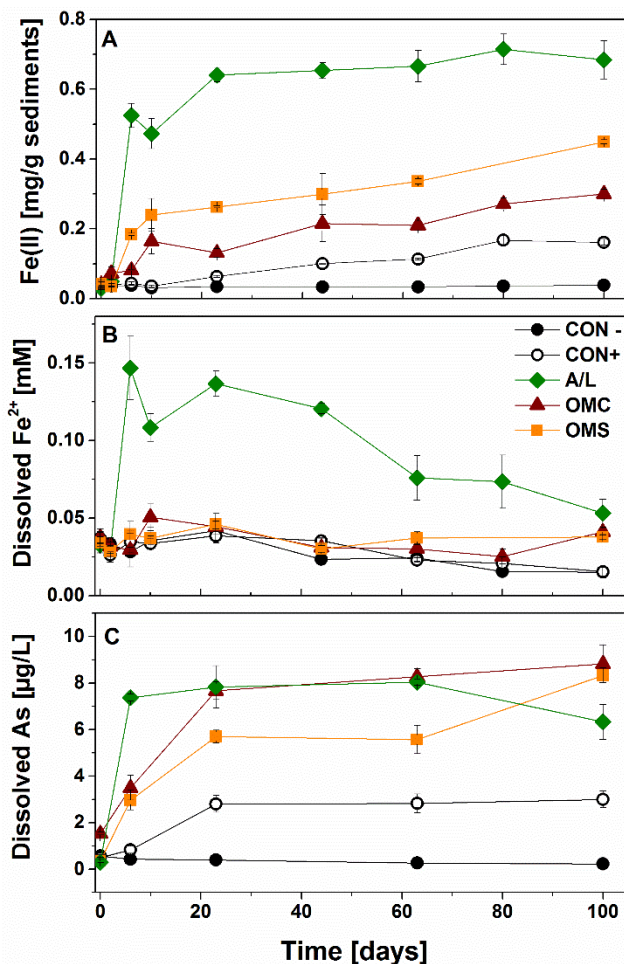 A
Fe(II) [mg/g sediments]
0.8
0.6
0.4
0.2
0.0
B
Dissolved Fe²⁺ [mM]
0.15
0.10
0.05
0.00
CON -
CON+
A/L
OMC
OMS
C
Dissolved As [µg/L]
10
8
6
4
2
0
0 20 40 60 80 100
Time [days]